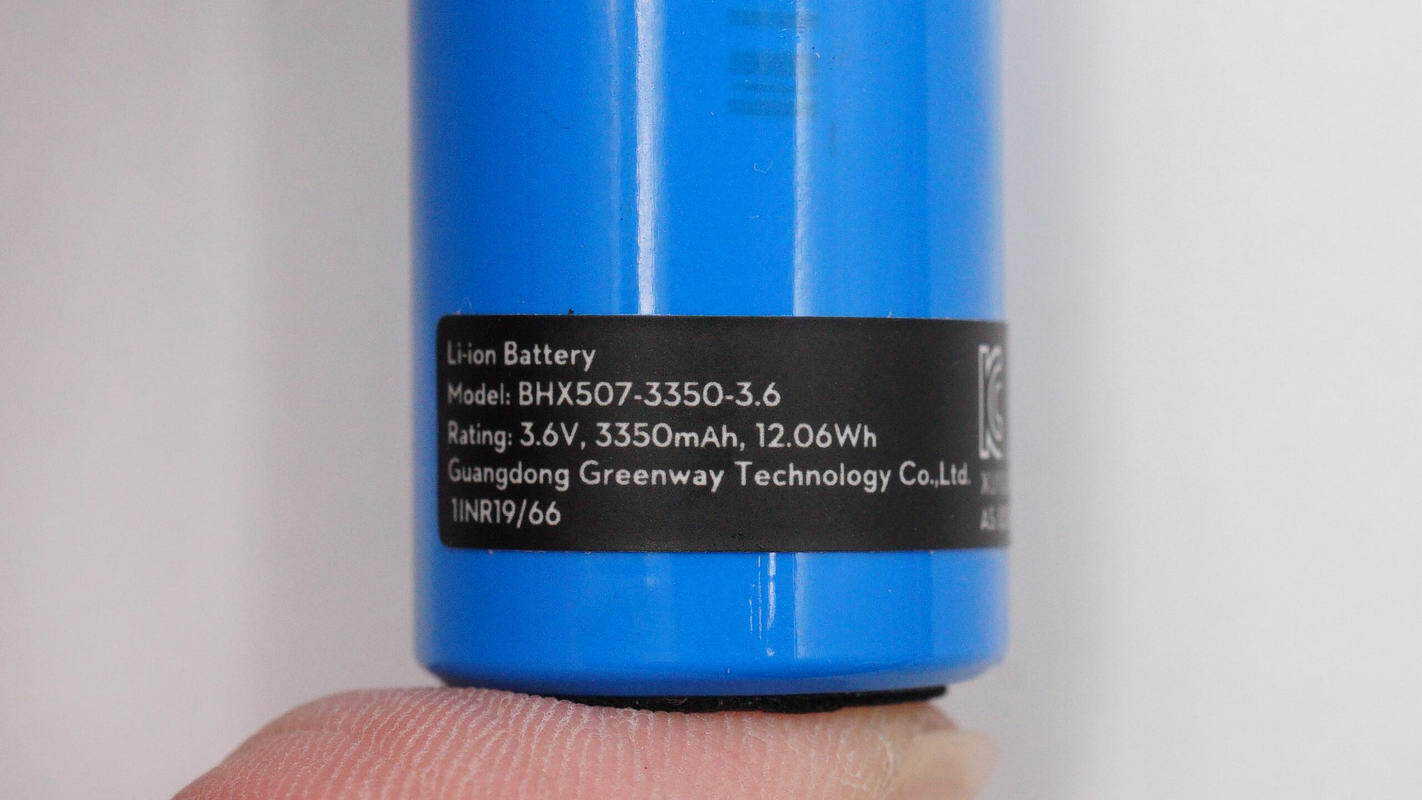 Li-ion Battery
Model: BHX507-3350-3.6
Rating: 3.6V, 3350mAh, 12.06Wh
Guangdong Greenway Technology Co.,Ltd.
1INR19/66